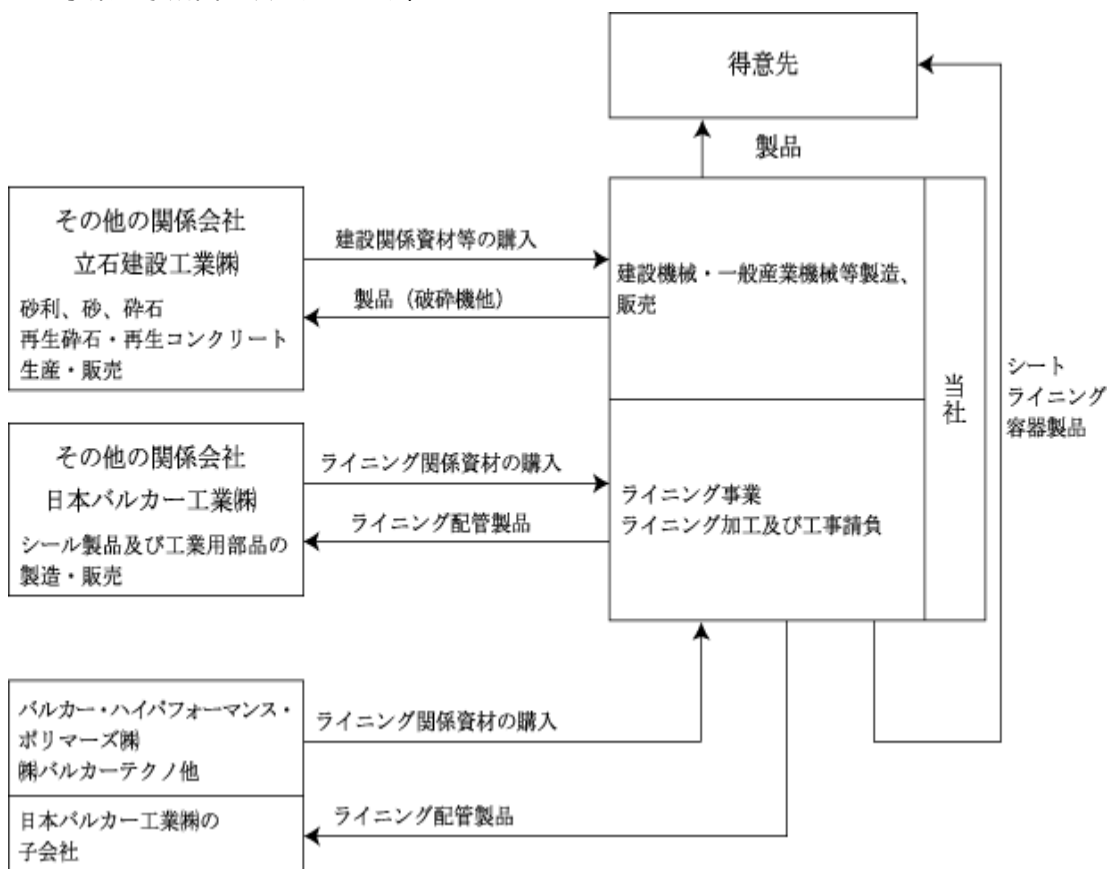 得意先
製品
その他の関係会社
立石建設工業㈱
砂利、砂、砕石
再生砕石・再生コンクリート
生産・販売
建設関係資材等の購入
製品（破砕機他）
建設機械・一般産業機械等製造、
販売
当社
シート
ライニング
容器製品
その他の関係会社
日本バルカー工業㈱
シール製品及び工業用部品の
製造・販売
ライニング関係資材の購入
ライニング配管製品
ライニング事業
ライニング加工及び工事請負
バルカー・ハイパフォーマンス・
ポリマーズ㈱
㈱バルカーテクノ他
ライニング関係資材の購入
日本バルカー工業㈱の
子会社
ライニング配管製品